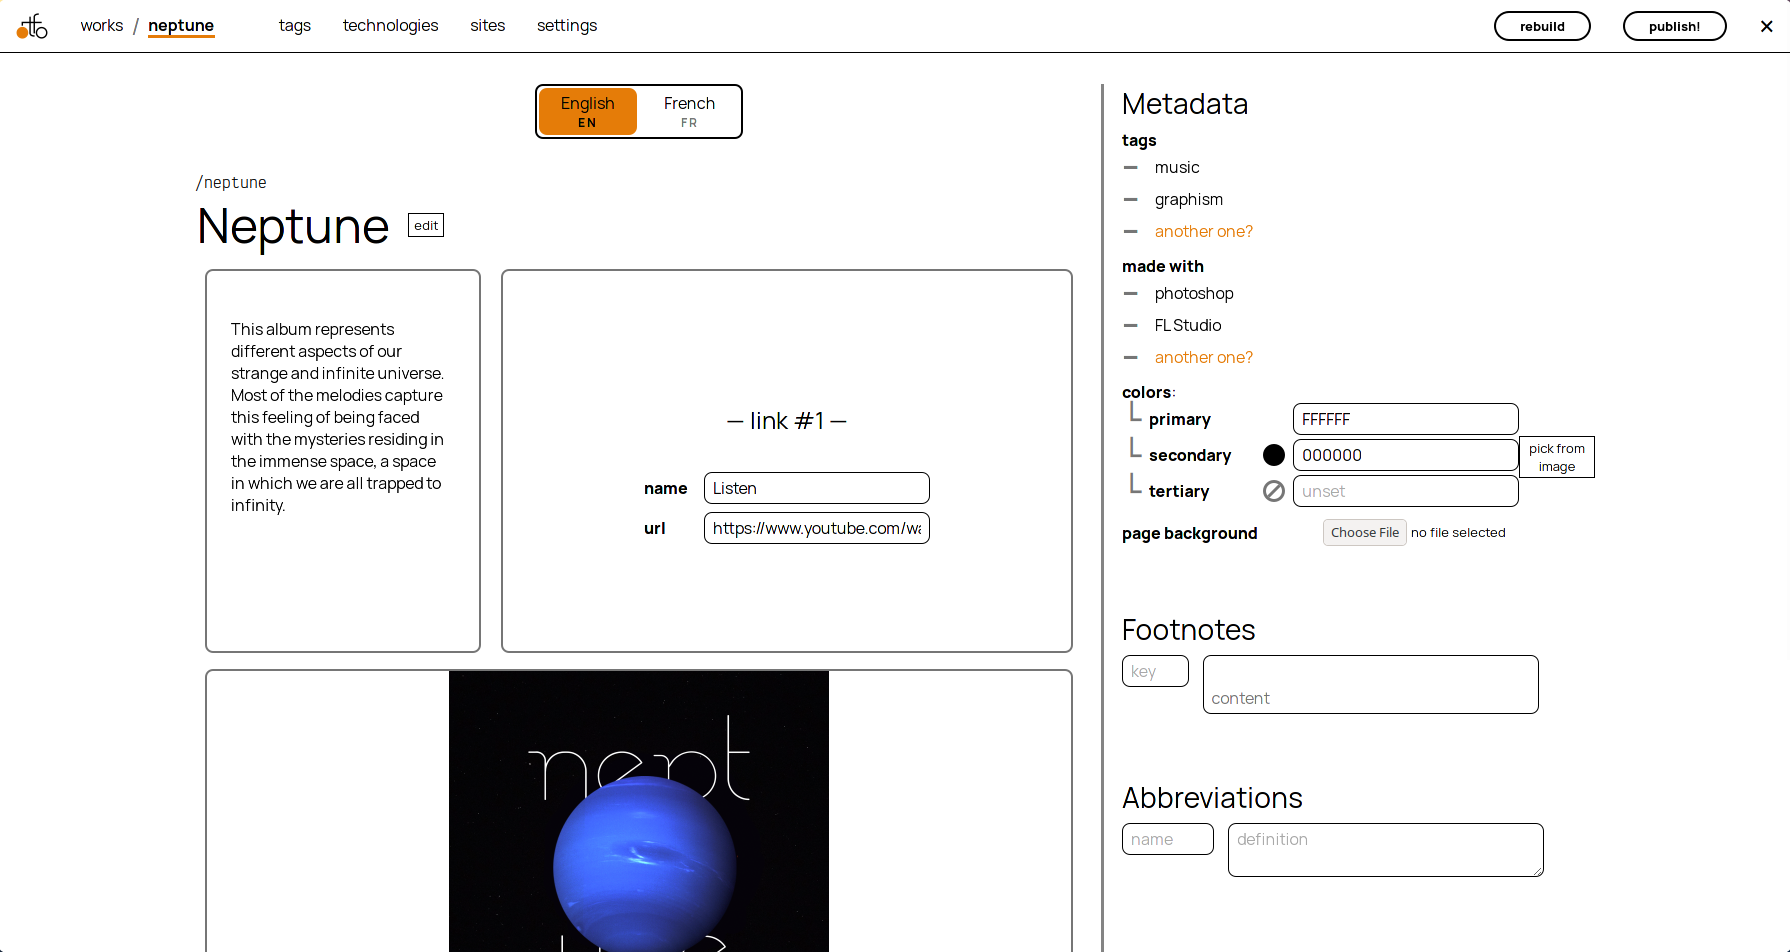 works / neptune tags technologies sites settings rebuild publish! ✕
English French
EN FR
/neptune
Neptune edit
This album represents
different aspects of our
strange and infinite universe.
Most of the melodies capture
this feeling of being faced
with the mysteries residing in
the immense space, a space
in which we are all trapped to
infinity.
— link #1 —
name Listen
url https://www.youtube.com/wa
nept
Metadata
tags
— music
— graphism
— another one?
made with
— photoshop
— FL Studio
— another one?
colors:
primary FFFFFF
secondary 000000
pick from
image
tertiary unset
page background Choose File no file selected
Footnotes
key
content
Abbreviations
name definition